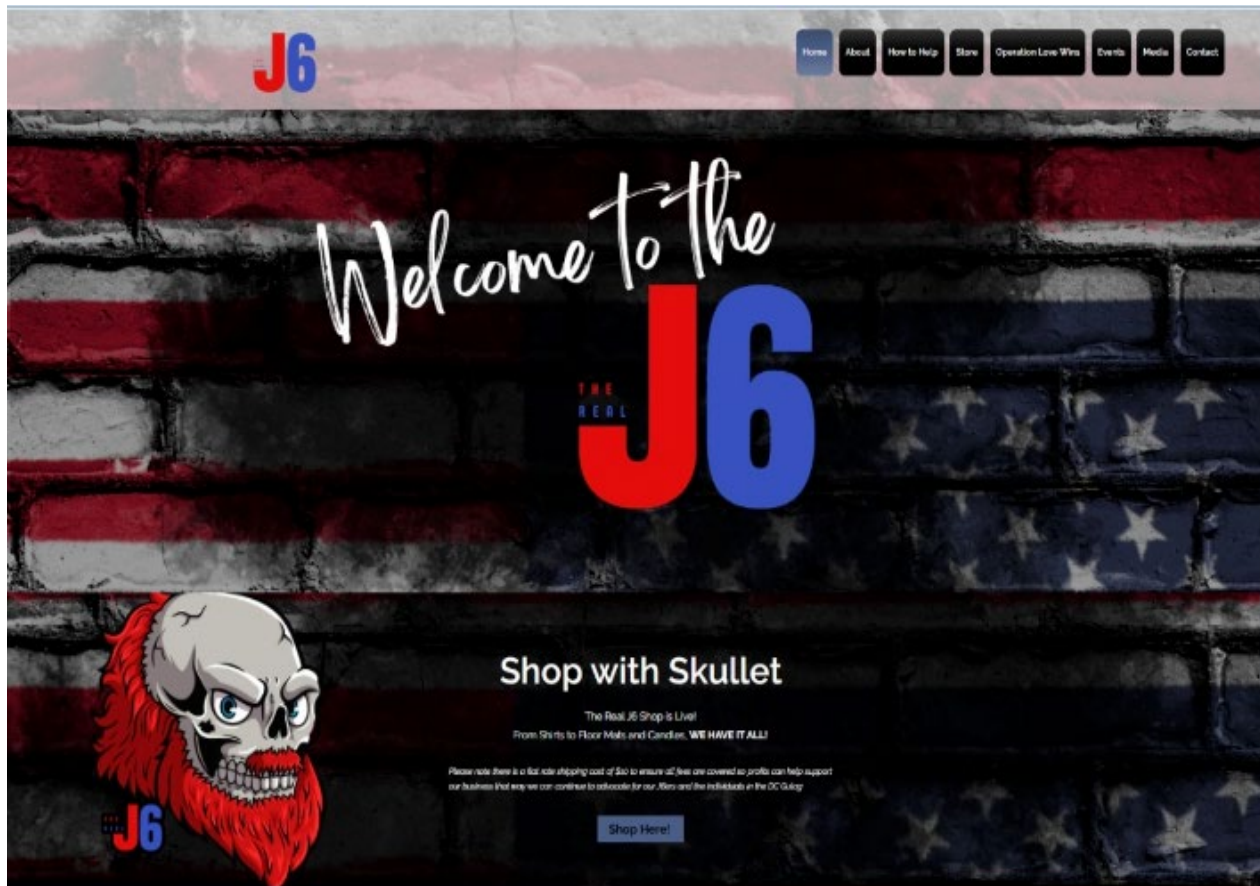 J6
Home About How to Help Store Operation Love Wins Events Media Contact
Welcome to the
THE
REAL
J6
Shop with Skullet
The Real J6 Shop is Live!
From Shirts to Floor Mats and Candles, WE HAVE IT ALL!
Please note there is a flat rate shipping cost of $10 to ensure all fees are covered so profits can help support
our business that way we can continue to advocate for our J6ers and the individuals in the DC Gulag
THE
REAL
J6
Shop Here!